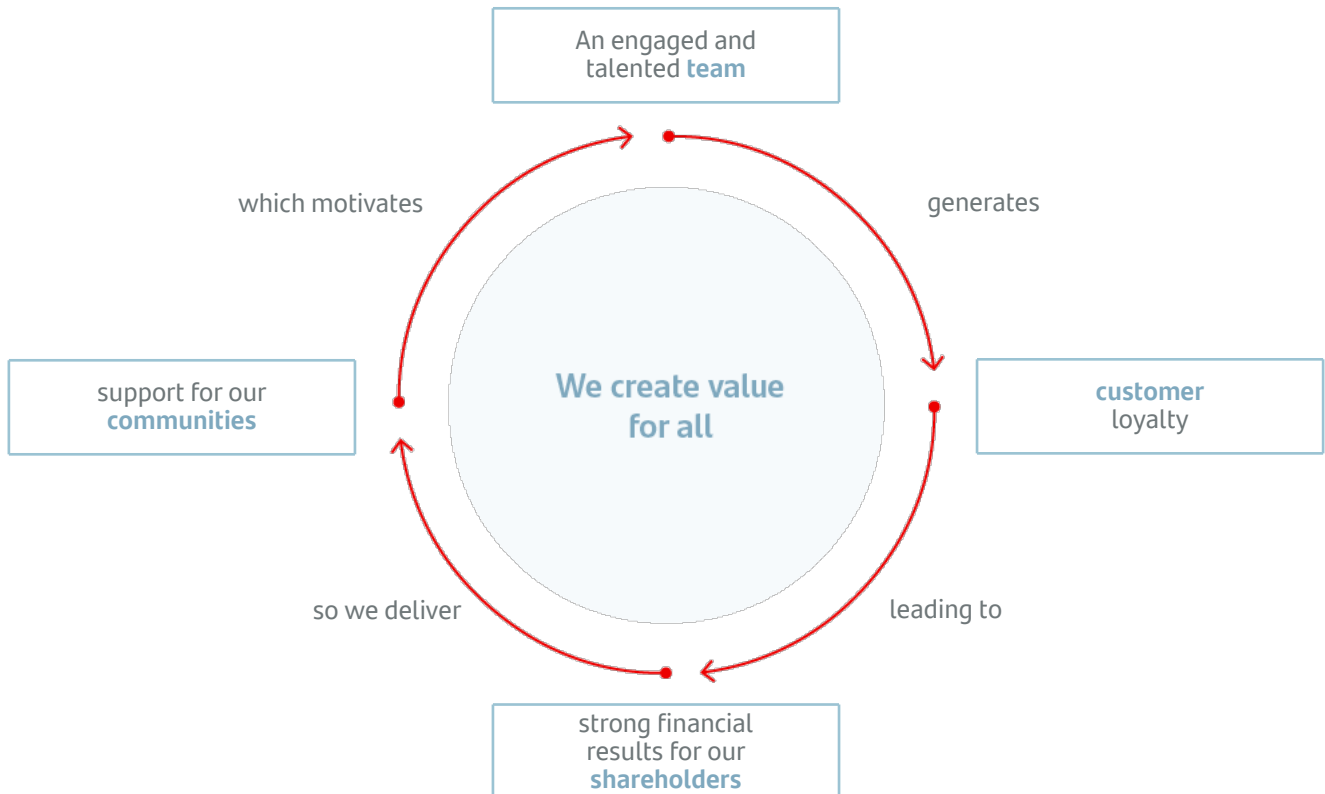 An engaged and
talented team
which motivates
generates
support for our
communities
We create value
for all
customer
loyalty
so we deliver
leading to
strong financial
results for our
shareholders